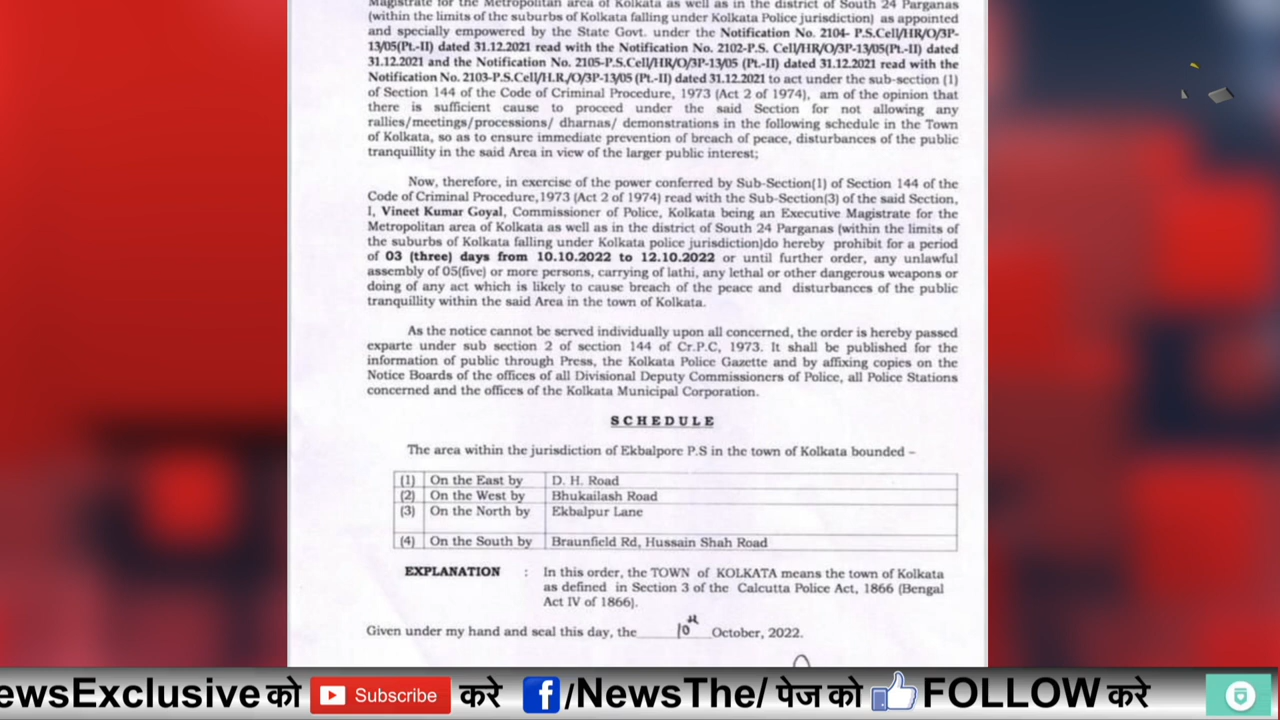 Magistrate for the Metropolitan area of Kolkata as well as in the district of South 24 Parganas
(within the limits of the suburbs of Kolkata falling under Kolkata Police jurisdiction) as appointed
and specially empowered by the State Govt. under the Notification No. 2104- P.S.Cell/HR/O/3P-
13/05(Pt.-II) dated 31.12.2021 read with the Notification No. 2102-P.S. Cell/HR/O/3P-13/05(Pt.-II) dated
31.12.2021 and the Notification No. 2105-P.S.Cell/HR/O/3P-13/05 (Pt.-II) dated 31.12.2021 read with the
Notification No. 2103-P.S.Cell/H.R./O/3P-13/05 (Pt.-II) dated 31.12.2021 to act under the sub-section (1)
of Section 144 of the Code of Criminal Procedure, 1973 (Act 2 of 1974), am of the opinion that
there is sufficient cause to proceed under the said Section for not allowing any
rallies/meetings/processions/ dharnas/ demonstrations in the following schedule in the Town
of Kolkata, so as to ensure immediate prevention of breach of peace, disturbances of the public
tranquillity in the said Area in view of the larger public interest;
Now, therefore, in exercise of the power conferred by Sub-Section(1) of Section 144 of the
Code of Criminal Procedure,1973 (Act 2 of 1974) read with the Sub-Section(3) of the said Section,
I, Vineet Kumar Goyal, Commissioner of Police, Kolkata being an Executive Magistrate for the
Metropolitan area of Kolkata as well as in the district of South 24 Parganas (within the limits of
the suburbs of Kolkata falling under Kolkata police jurisdiction)do hereby prohibit for a period
of 03 (three) days from 10.10.2022 to 12.10.2022 or until further order, any unlawful
assembly of 05(five) or more persons, carrying of lathi, any lethal or other dangerous weapons or
doing of any act which is likely to cause breach of the peace and disturbances of the public
tranquillity within the said Area in the town of Kolkata.
As the notice cannot be served individually upon all concerned, the order is hereby passed
exparte under sub section 2 of section 144 of Cr.P.C, 1973. It shall be published for the
information of public through Press, the Kolkata Police Gazette and by affixing copies on the
Notice Boards of the offices of all Divisional Deputy Commissioners of Police, all Police Stations
concerned and the offices of the Kolkata Municipal Corporation.
SCHEDULE
The area within the jurisdiction of Ekbalpore P.S in the town of Kolkata bounded –
(1) On the East by D. H. Road
(2) On the West by Bhukailash Road
(3) On the North by Ekbalpur Lane
(4) On the South by Braunfield Rd, Hussain Shah Road
EXPLANATION : In this order, the TOWN of KOLKATA means the town of Kolkata
as defined in Section 3 of the Calcutta Police Act, 1866 (Bengal
Act IV of 1866).
Given under my hand and seal this day, the 10th October, 2022.
ewsExclusive को Subscribe करे f/NewsThe/ पेज को FOLLOW करे